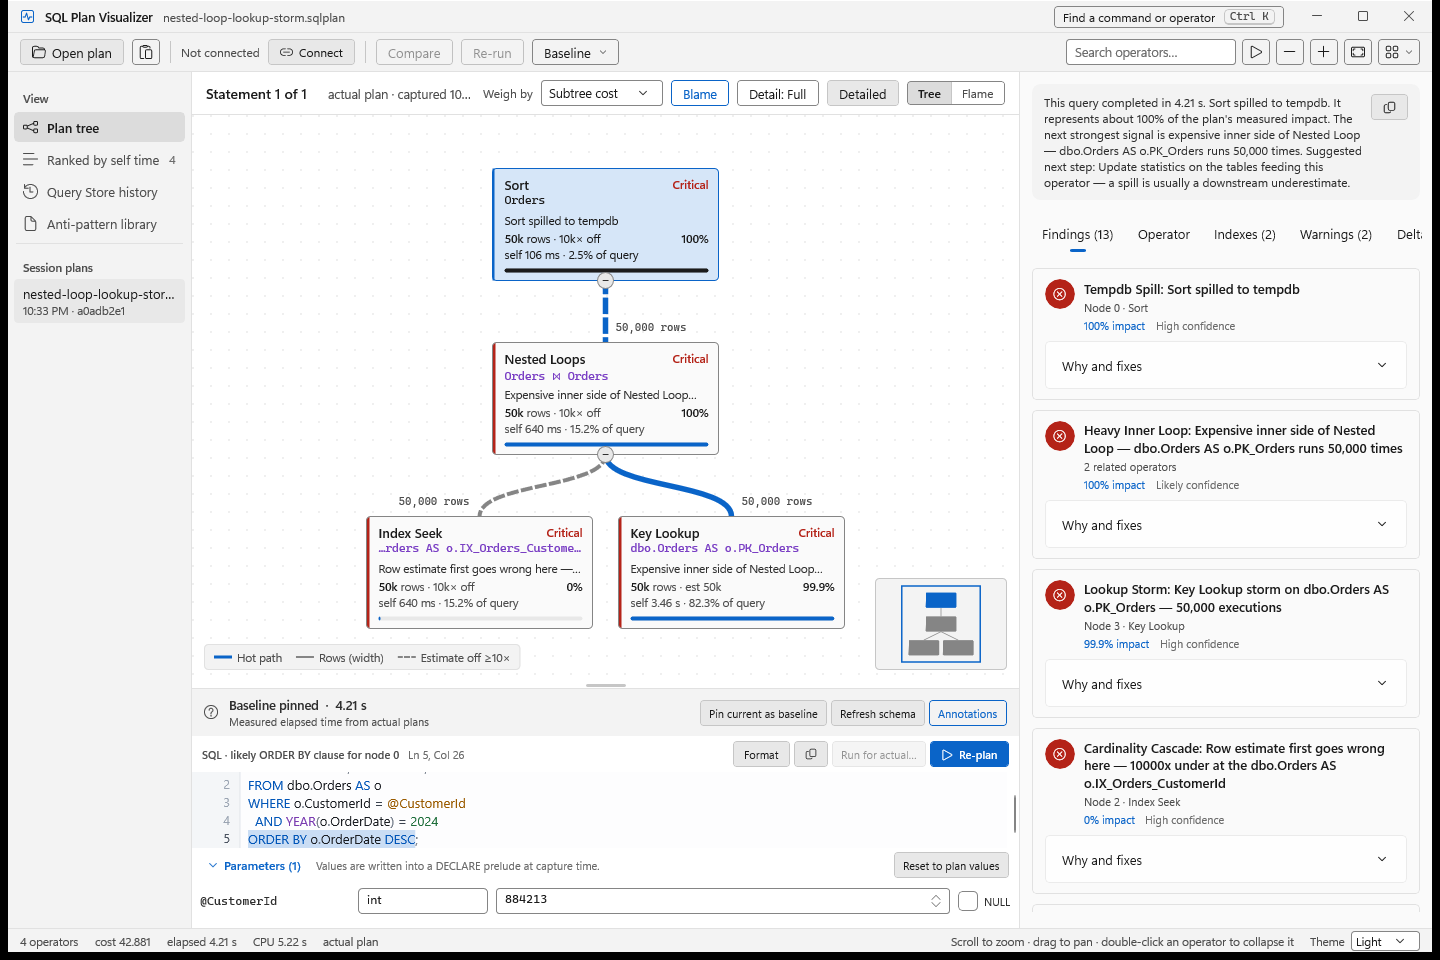 SQL Plan Visualizer
nested-loop-lookup-storm.sqlplan
Find a command or operator
Ctrl K
Open plan
Not connected
Connect
Compare
Re-run
Baseline
Search operators...
View
Plan tree
Ranked by self time 4
Query Store history
Anti-pattern library
Session plans
nested-loop-lookup-stor...
10:33 PM · a0adb2e1
Statement 1 of 1
actual plan · captured 10...
Weigh by
Subtree cost
Blame
Detail: Full
Detailed
Tree
Flame
Sort
Critical
Orders
Sort spilled to tempdb
50k rows · 10k× off
100%
self 106 ms · 2.5% of query
50,000 rows
Nested Loops
Critical
Orders ⋈ Orders
Expensive inner side of Nested Loop...
50k rows · 10k× off
100%
self 640 ms · 15.2% of query
50,000 rows
50,000 rows
Index Seek
Critical
…rders AS o.IX_Orders_Custome…
Row estimate first goes wrong here —...
50k rows · 10k× off
0%
self 640 ms · 15.2% of query
Key Lookup
Critical
dbo.Orders AS o.PK_Orders
Expensive inner side of Nested Loop...
50k rows · est 50k
99.9%
self 3.46 s · 82.3% of query
Hot path
Rows (width)
Estimate off ≥10×
Baseline pinned · 4.21 s
Measured elapsed time from actual plans
Pin current as baseline
Refresh schema
Annotations
SQL · likely ORDER BY clause for node 0
Ln 5, Col 26
Format
Run for actual...
Re-plan
2 FROM dbo.Orders AS o
3 WHERE o.CustomerId = @CustomerId
4 AND YEAR(o.OrderDate) = 2024
5 ORDER BY o.OrderDate DESC;
Parameters (1)
Values are written into a DECLARE prelude at capture time.
Reset to plan values
@CustomerId
int
884213
NULL
This query completed in 4.21 s. Sort spilled to tempdb. It
represents about 100% of the plan's measured impact. The
next strongest signal is expensive inner side of Nested Loop
— dbo.Orders AS o.PK_Orders runs 50,000 times. Suggested
next step: Update statistics on the tables feeding this
operator — a spill is usually a downstream underestimate.
Findings (13)
Operator
Indexes (2)
Warnings (2)
Delta
Tempdb Spill: Sort spilled to tempdb
Node 0 · Sort
100% impact High confidence
Why and fixes
Heavy Inner Loop: Expensive inner side of Nested
Loop — dbo.Orders AS o.PK_Orders runs 50,000 times
2 related operators
100% impact Likely confidence
Why and fixes
Lookup Storm: Key Lookup storm on dbo.Orders AS
o.PK_Orders — 50,000 executions
Node 3 · Key Lookup
99.9% impact High confidence
Why and fixes
Cardinality Cascade: Row estimate first goes wrong
here — 10000x under at the dbo.Orders AS
o.IX_Orders_CustomerId
Node 2 · Index Seek
0% impact High confidence
Why and fixes
4 operators
cost 42.881
elapsed 4.21 s
CPU 5.22 s
actual plan
Scroll to zoom · drag to pan · double-click an operator to collapse it
Theme
Light